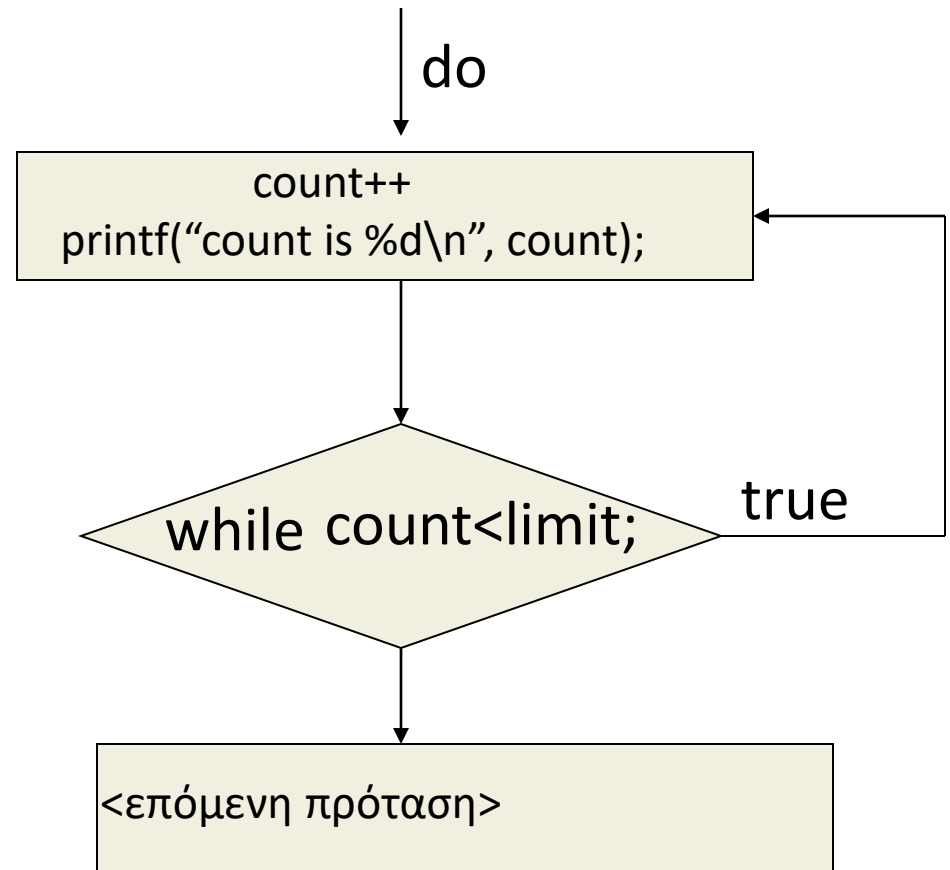 do
count++
printf(“count is %d\n”, count);
while count<limit;
true
<επόμενη πρόταση>